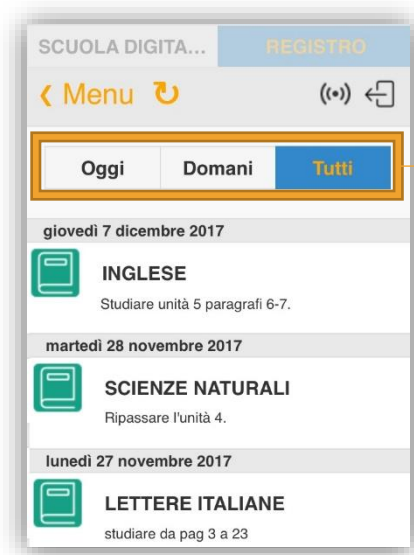 SCUOLA DIGITA... REGISTRO
Menu
Oggi Domani Tutti
giovedì 7 dicembre 2017
INGLESE
Studiare unità 5 paragrafi 6-7.
martedì 28 novembre 2017
SCIENZE NATURALI
Ripassare l'unità 4.
lunedì 27 novembre 2017
LETTERE ITALIANE
studiare da pag 3 a 23